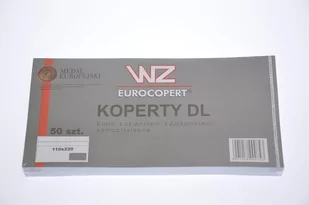 MEDAL
EUROPEJSKI
WZ
EUROCOPERT®
KOPERTY DL
50 szt.
110x220